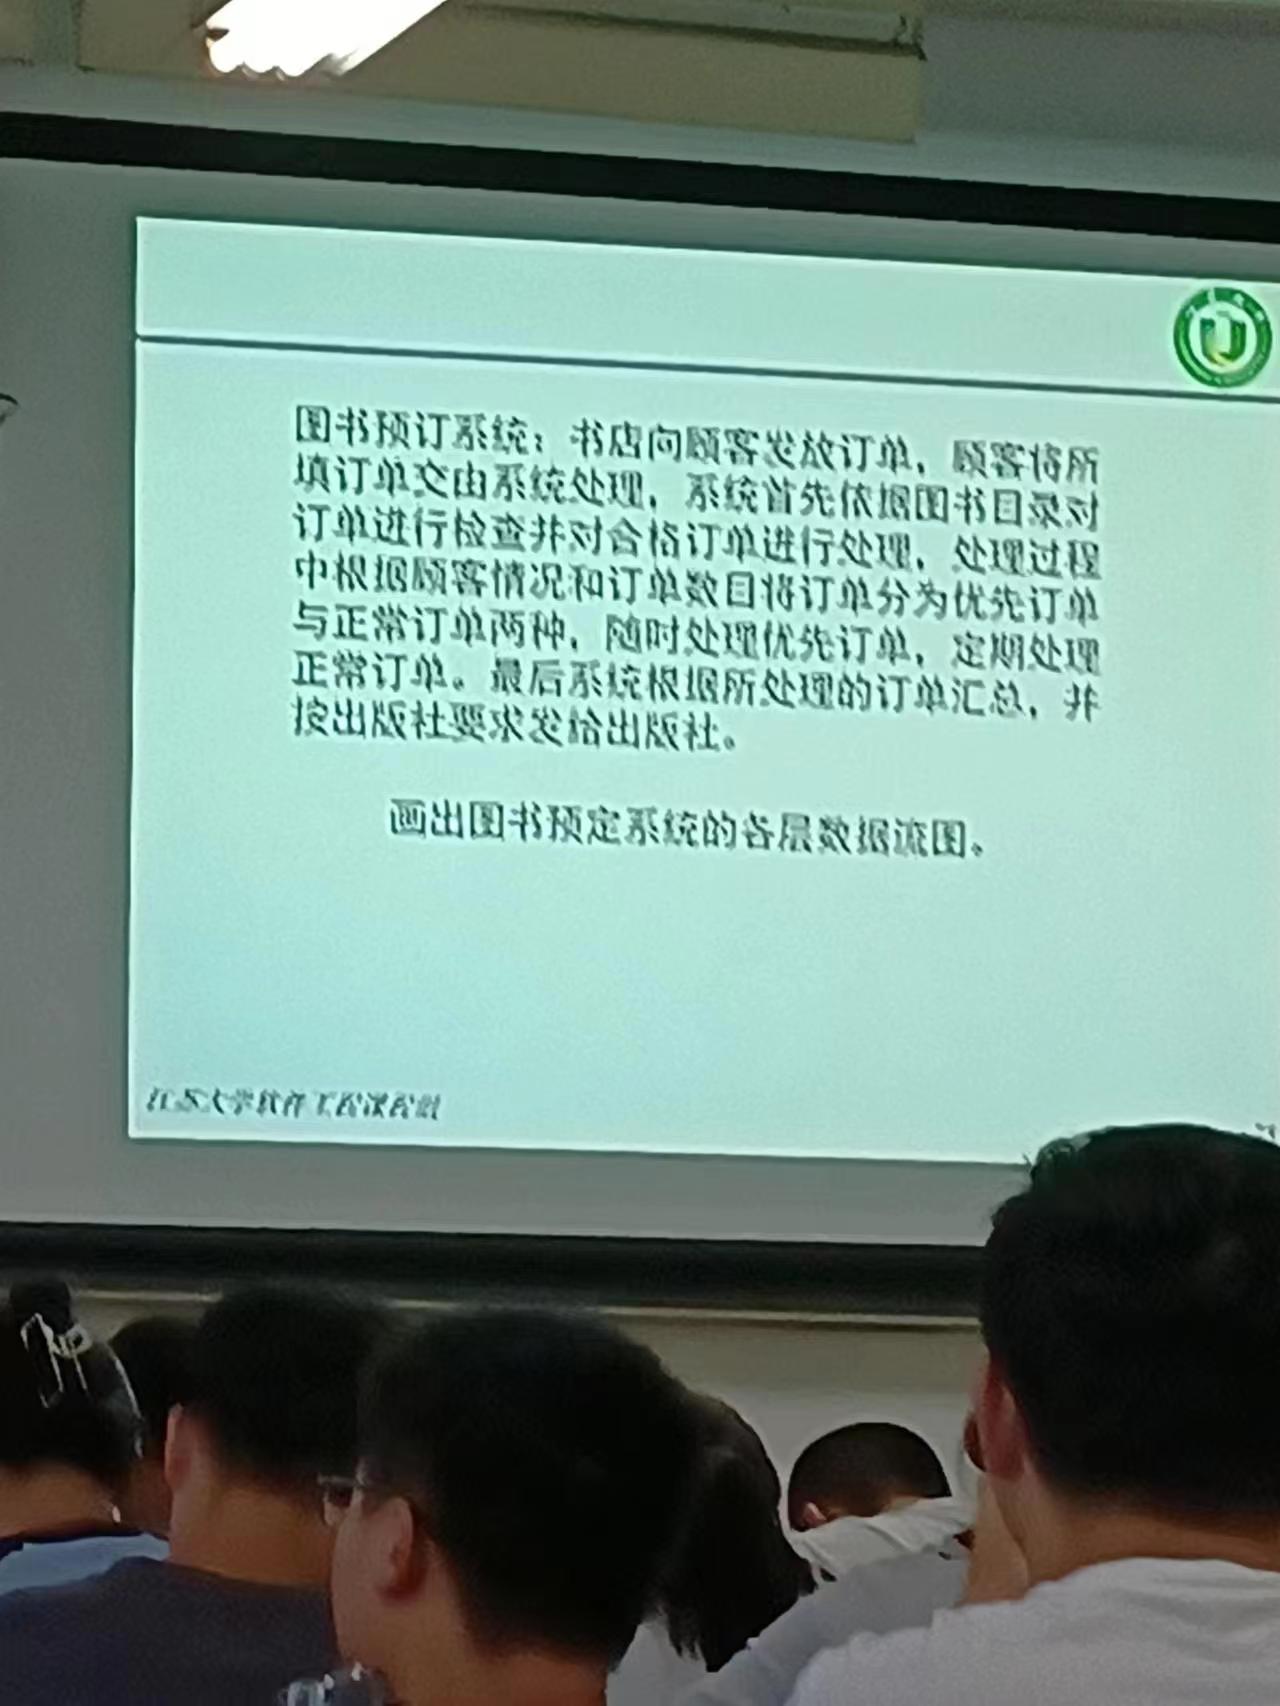 图书预订系统：书店向顾客发放订单，顾客将所
填订单交由系统处理，系统首先依据图书目录对
订单进行检查并对合格订单进行处理，处理过程
中根据顾客情况和订单数目将订单分为优先订单
与正常订单两种，随时处理优先订单，定期处理
正常订单。最后系统根据所处理的订单汇总，并
按出版社要求发给出版社。
画出图书预定系统的各层数据流图。
江苏大学软件工程课程组